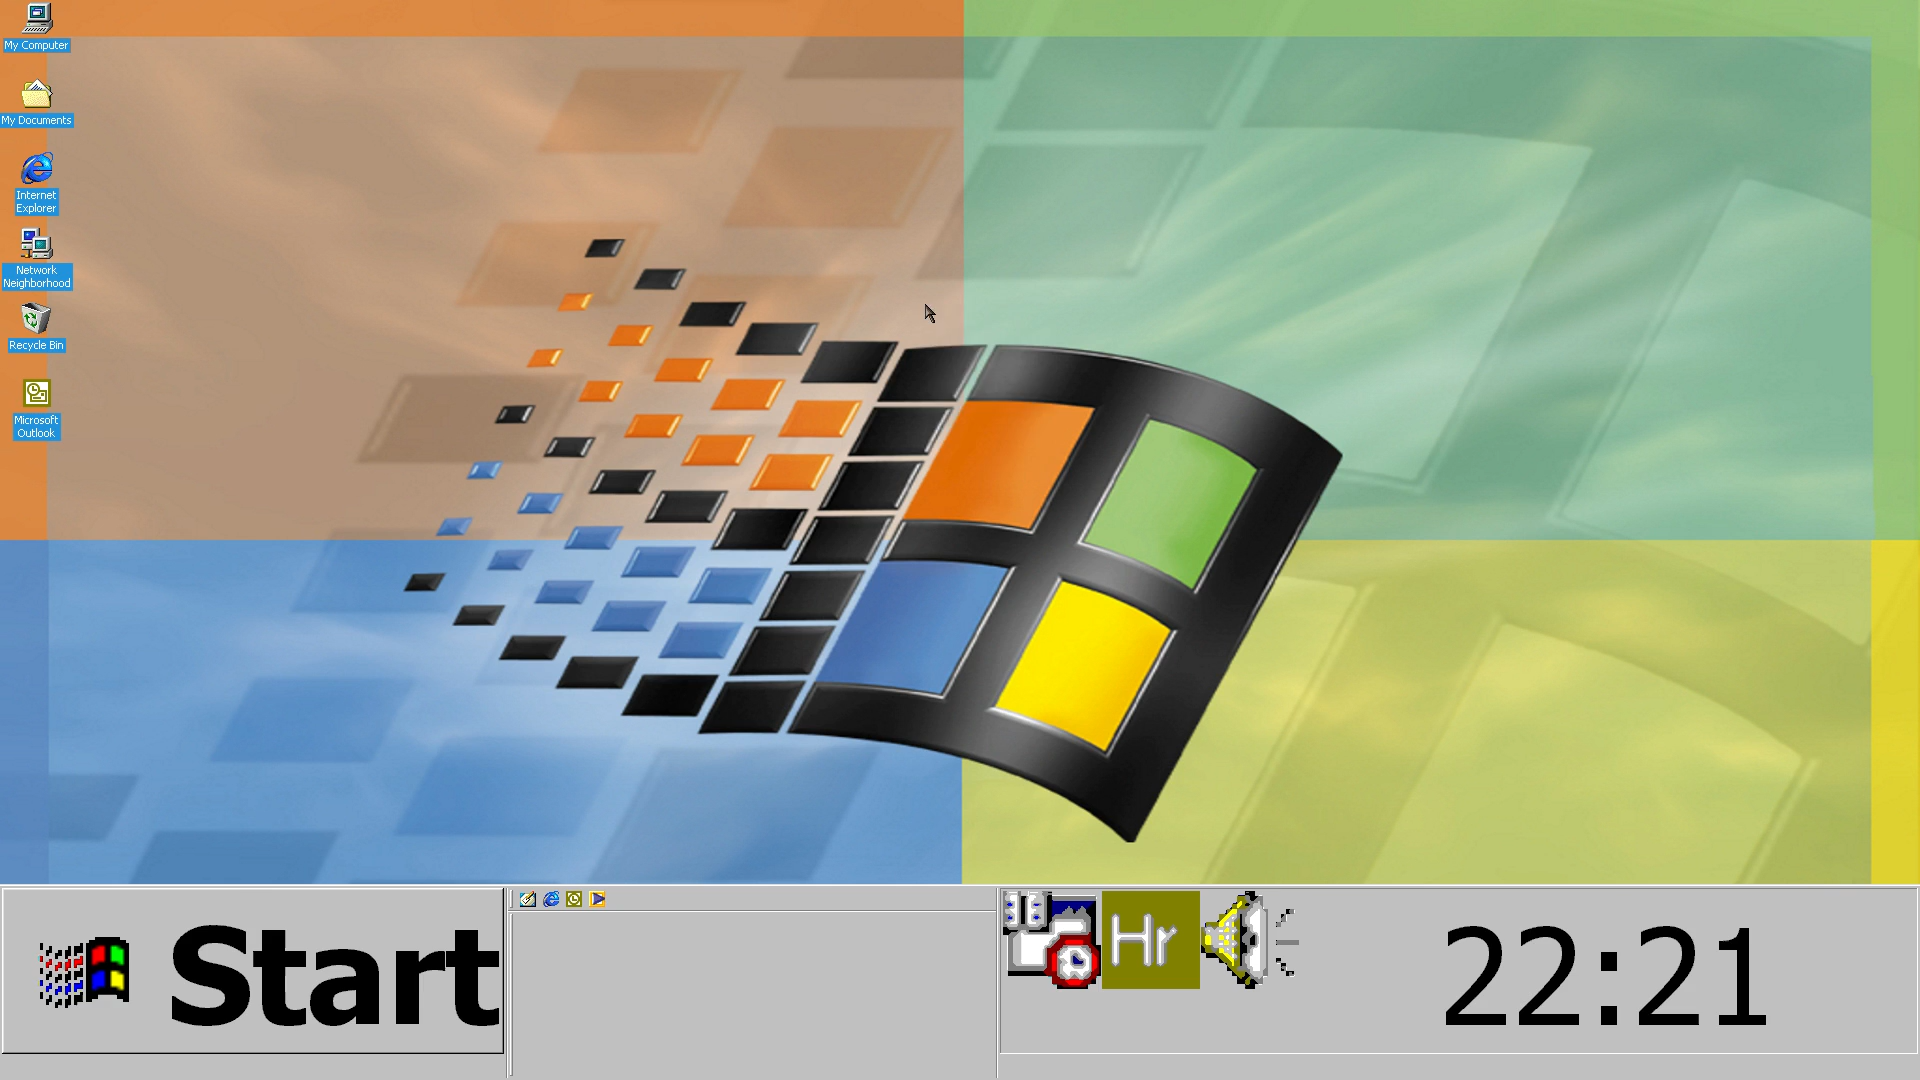 My Computer
My Documents
Internet
Explorer
Network
Neighborhood
Recycle Bin
Microsoft
Outlook
Start
Hr
22:21